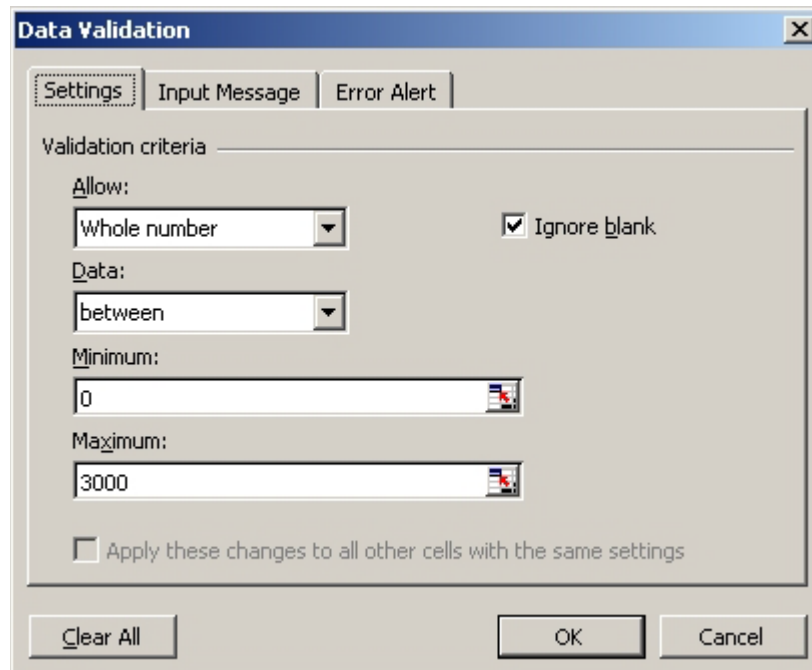 Data Validation
Settings Input Message Error Alert
Validation criteria
Allow:
Whole number Ignore blank
Data:
between
Minimum:
0
Maximum:
3000
Apply these changes to all other cells with the same settings
Clear All OK Cancel